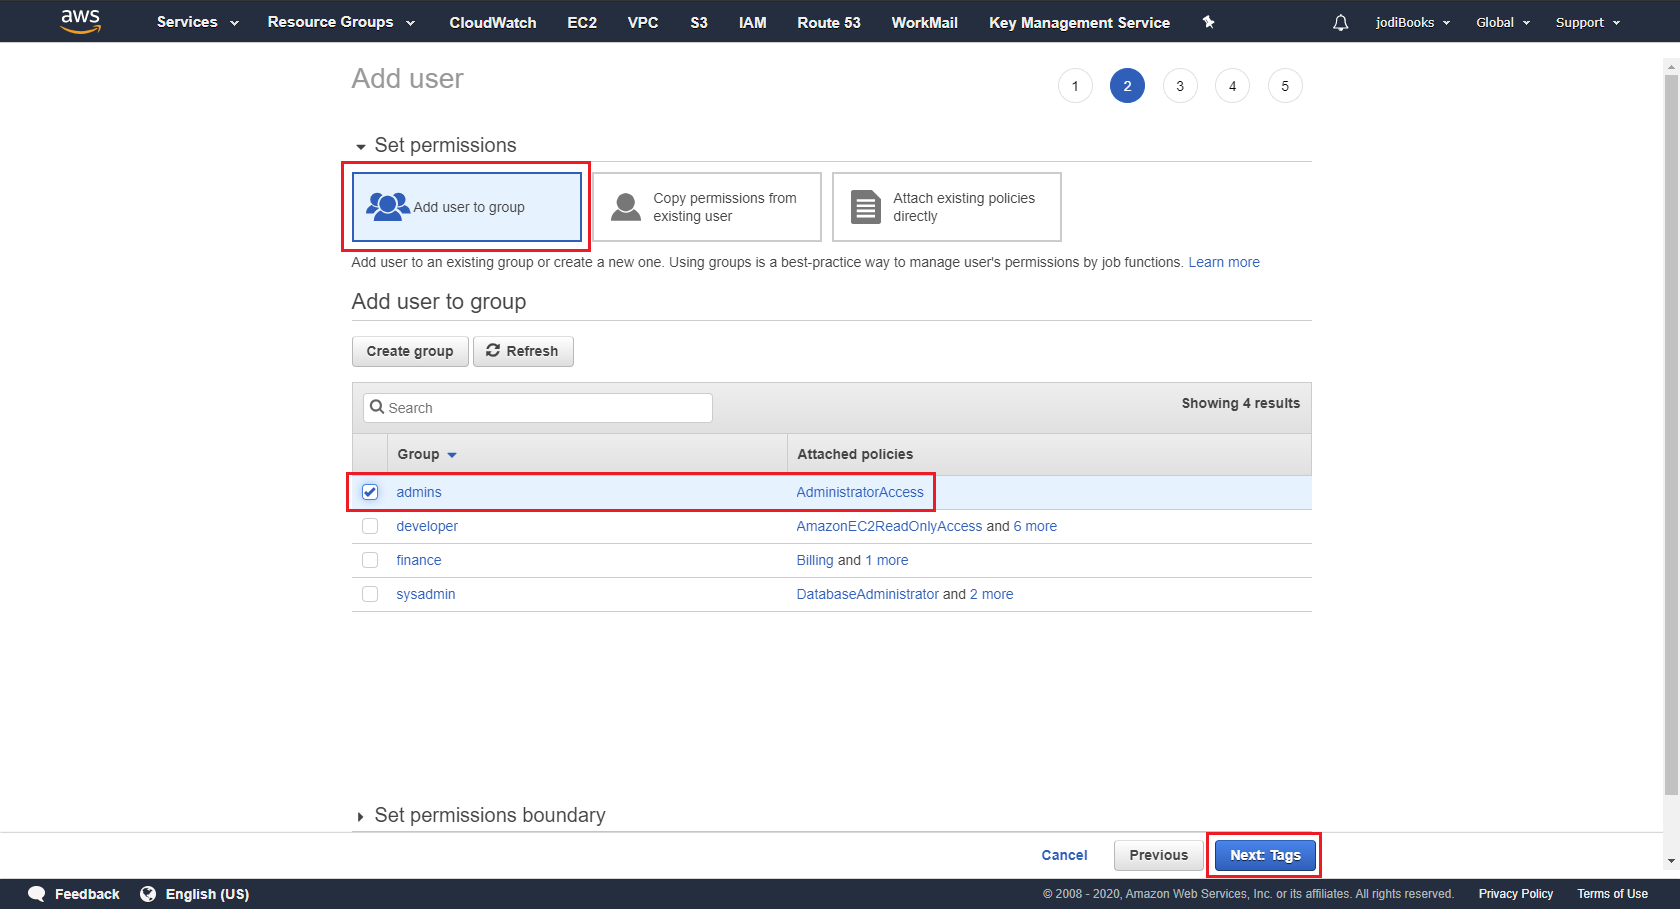 aws Services Resource Groups CloudWatch EC2 VPC S3 IAM Route 53 WorkMail Key Management Service jodiBooks Global Support
Add user
1 2 3 4 5
Set permissions
Add user to group
Copy permissions from
existing user
Attach existing policies
directly
Add user to an existing group or create a new one. Using groups is a best-practice way to manage user's permissions by job functions. Learn more
Add user to group
Create group Refresh
Search
Showing 4 results
Group Attached policies
admins AdministratorAccess
developer AmazonEC2ReadOnlyAccess and 6 more
finance Billing and 1 more
sysadmin DatabaseAdministrator and 2 more
Set permissions boundary
Cancel Previous Next: Tags
Feedback English (US) © 2008 - 2020, Amazon Web Services, Inc. or its affiliates. All rights reserved. Privacy Policy Terms of Use